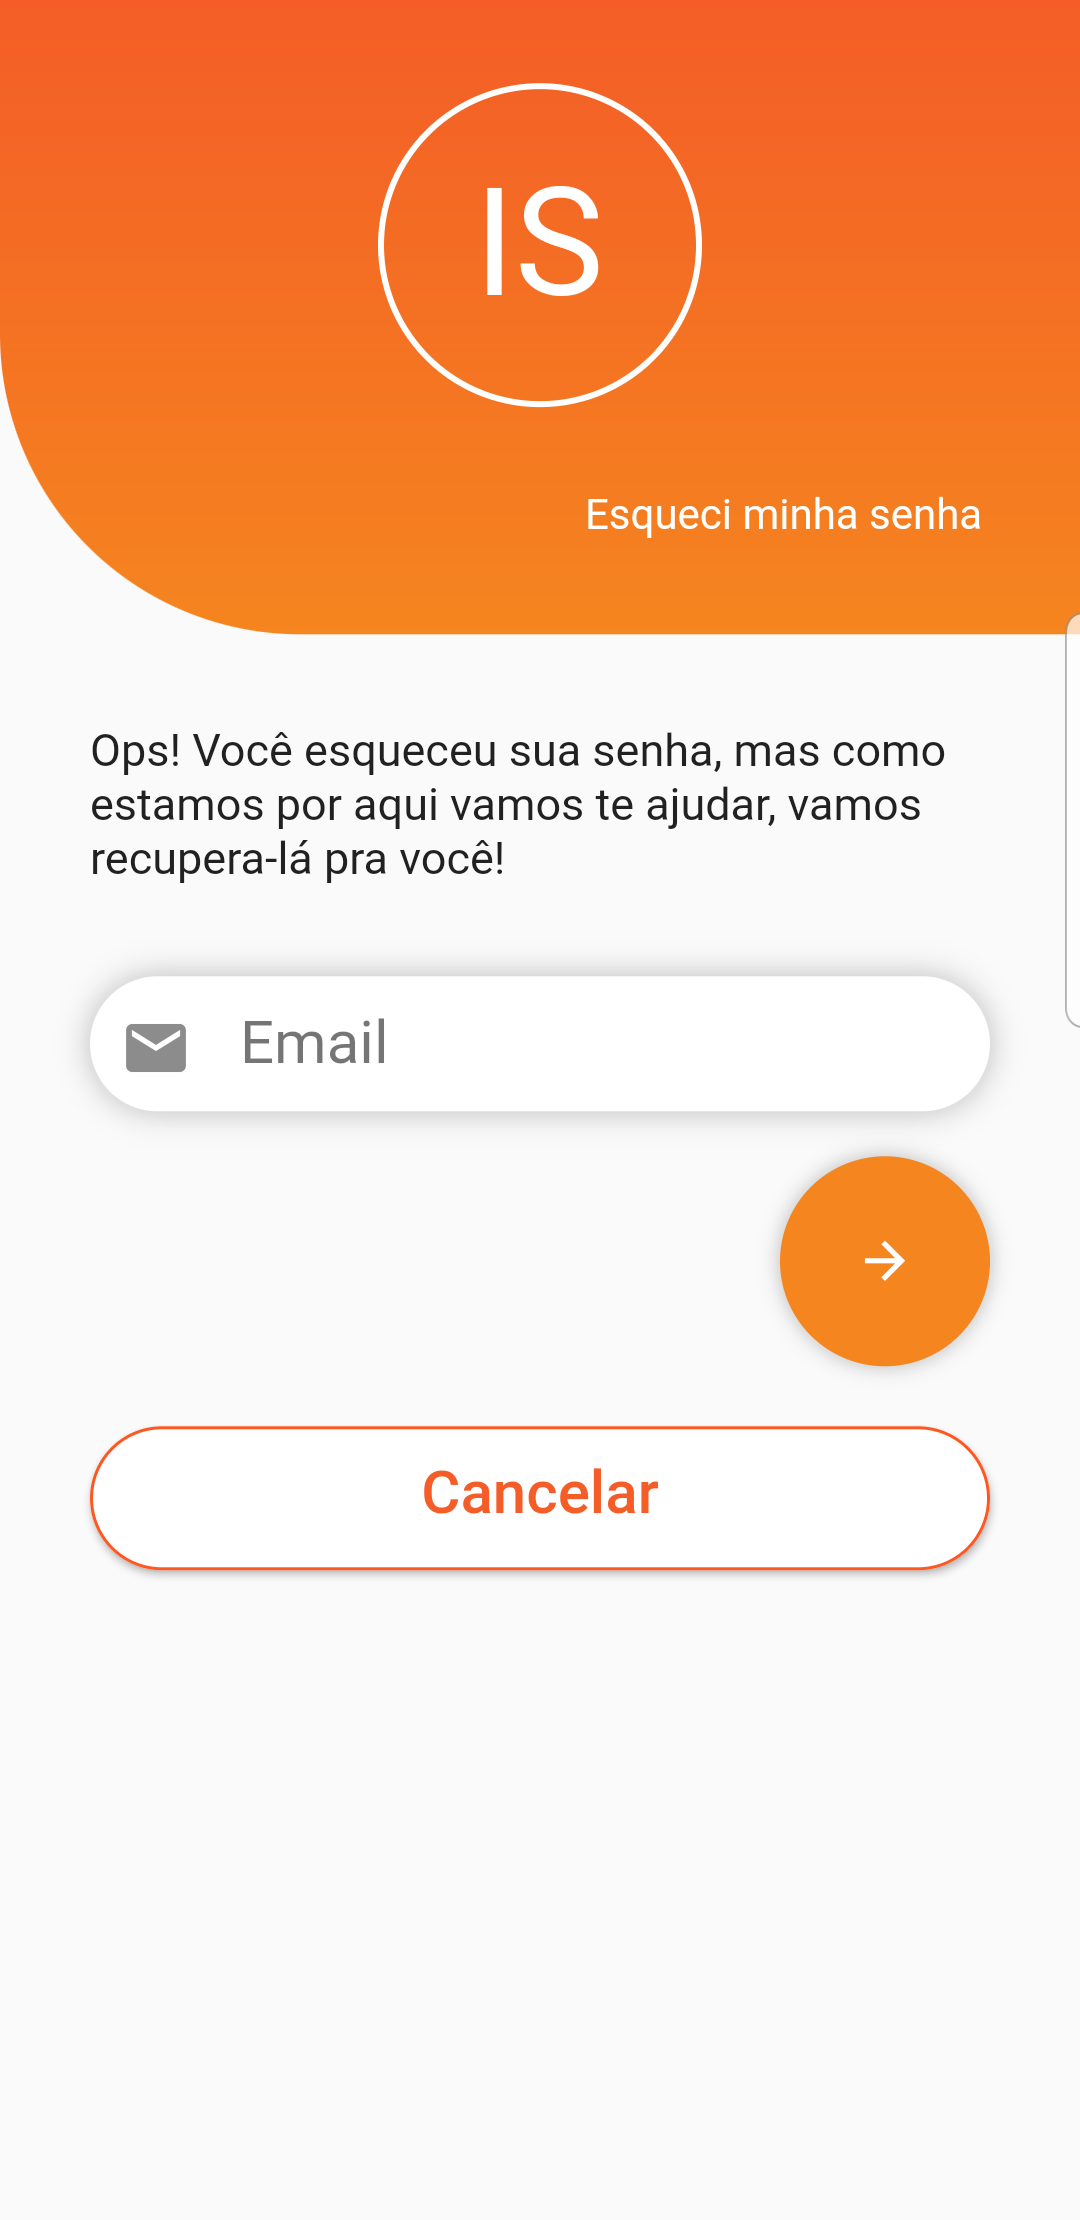 IS
Esqueci minha senha
Ops! Você esqueceu sua senha, mas como
estamos por aqui vamos te ajudar, vamos
recupera-lá pra você!
Email
Cancelar